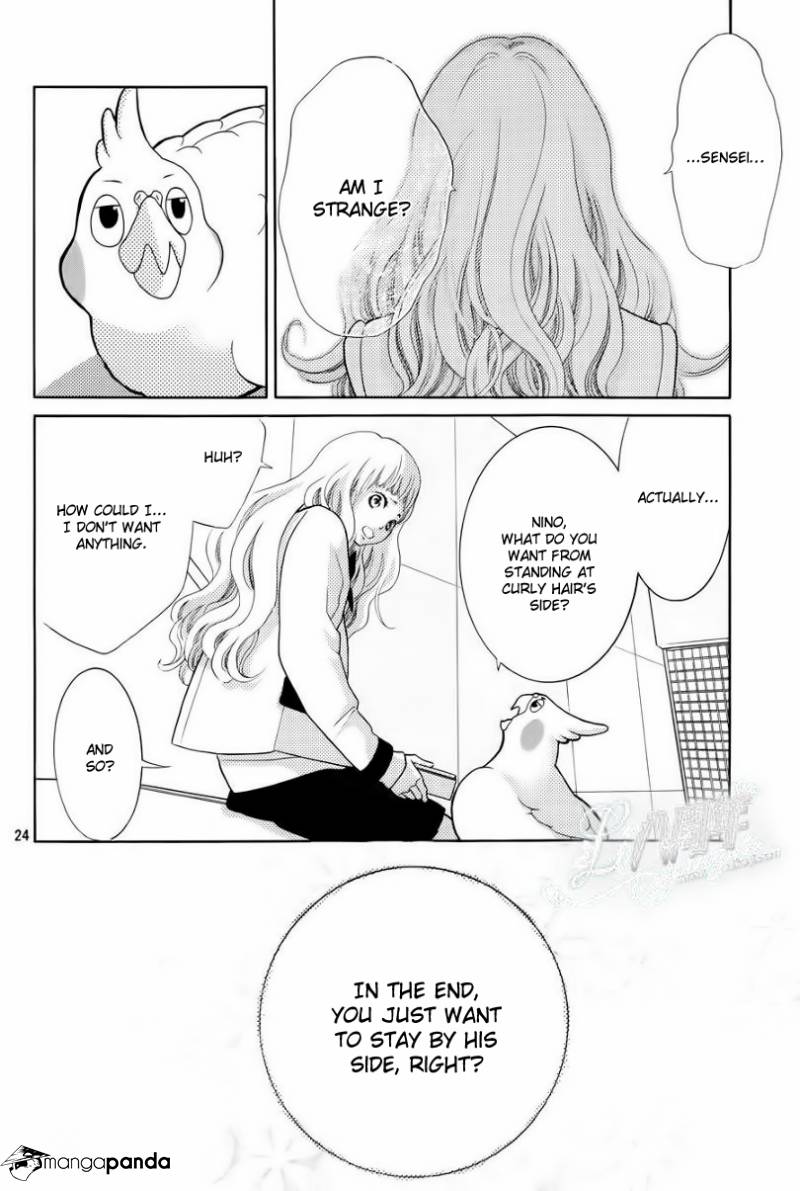 ...SENSEI...
AM I
STRANGE?
ACTUALLY...
NINO,
WHAT DO YOU
WANT FROM
STANDING AT
CURLY HAIR'S
SIDE?
HUH?
HOW COULD I...
I DON'T WANT
ANYTHING.
AND
SO?
24
IN THE END,
YOU JUST WANT
TO STAY BY HIS
SIDE, RIGHT?
mangapanda